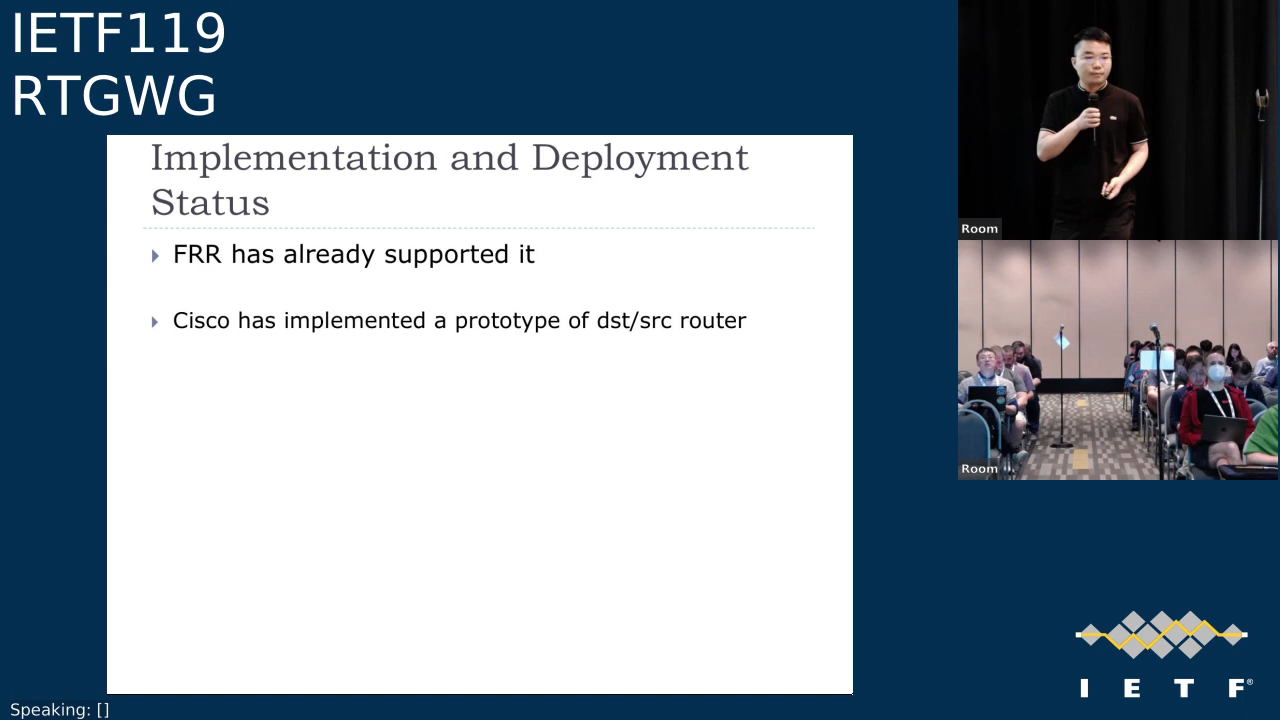 IETF119
RTGWG
Implementation and Deployment
Status
FRR has already supported it
Cisco has implemented a prototype of dst/src router
Room
Room
I E T F®
Speaking: []